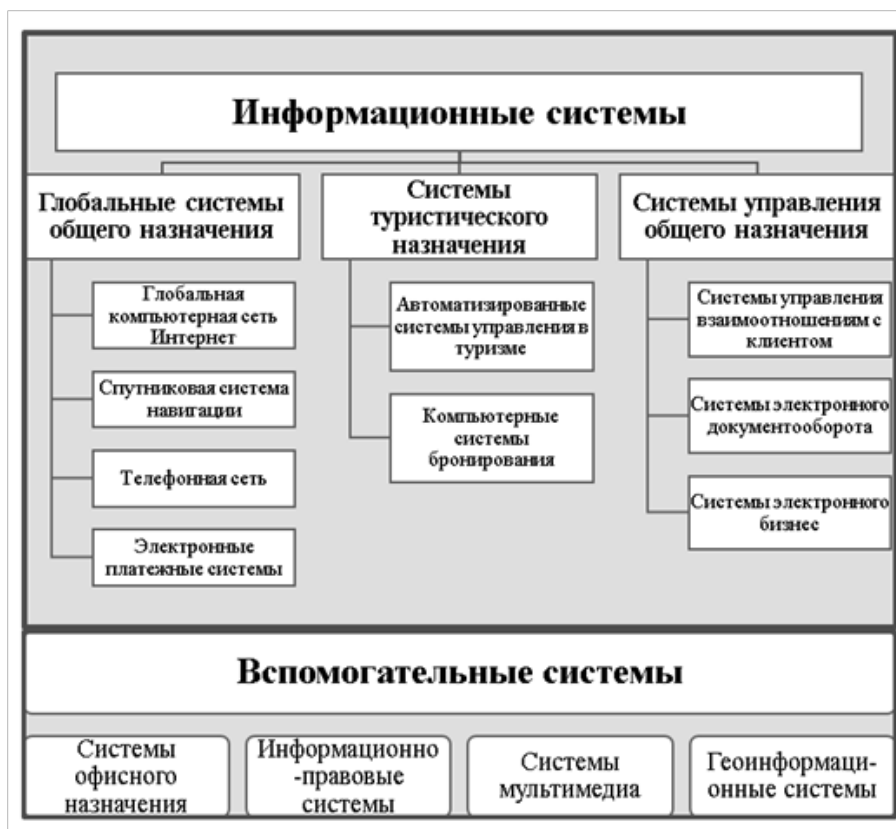 Информационные системы
Глобальные системы
общего назначения
Глобальная
компьютерная сеть
Интернет
Спутниковая система
навигации
Телефонная сеть
Электронные
платежные системы
Системы
туристического
назначения
Автоматизированные
системы управления в
туризме
Компьютерные
системы
бронирования
Системы управления
общего назначения
Системы управления
взаимоотношениям с
клиентом
Системы электронного
документооборота
Системы электронного
бизнес
Вспомогательные системы
Системы
офисного
назначения
Информационно
-правовые
системы
Системы
мультимедиа
Геоинформаци-
онные системы